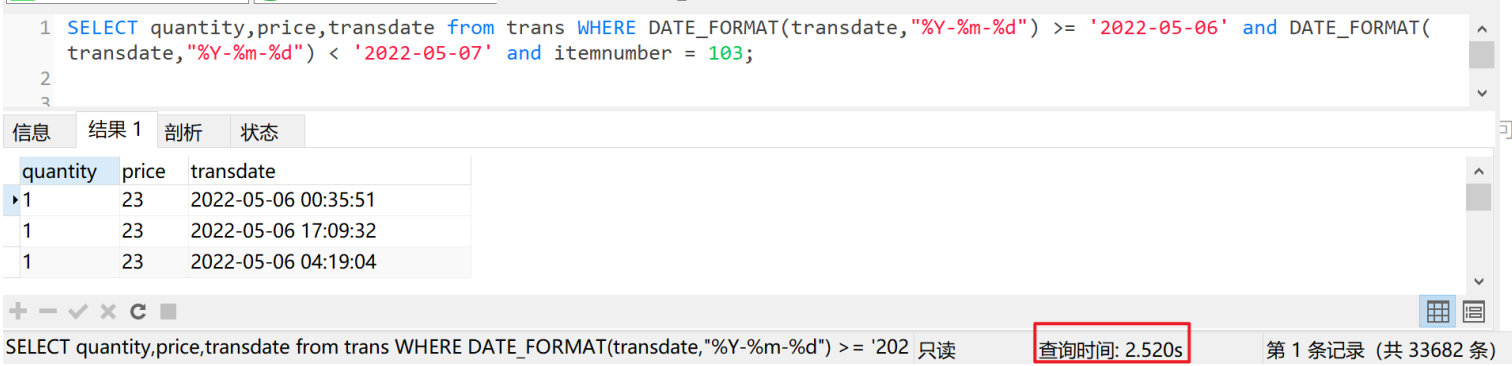 1 SELECT quantity,price,transdate from trans WHERE DATE_FORMAT(transdate,"%Y-%m-%d") >= '2022-05-06' and DATE_FORMAT(
transdate,"%Y-%m-%d") < '2022-05-07' and itemnumber = 103;
2
3
信息 结果 1 剖析 状态
quantity price transdate
1 23 2022-05-06 00:35:51
1 23 2022-05-06 17:09:32
1 23 2022-05-06 04:19:04
SELECT quantity,price,transdate from trans WHERE DATE_FORMAT(transdate,"%Y-%m-%d") >= '202 只读 查询时间: 2.520s 第 1 条记录 (共 33682 条)